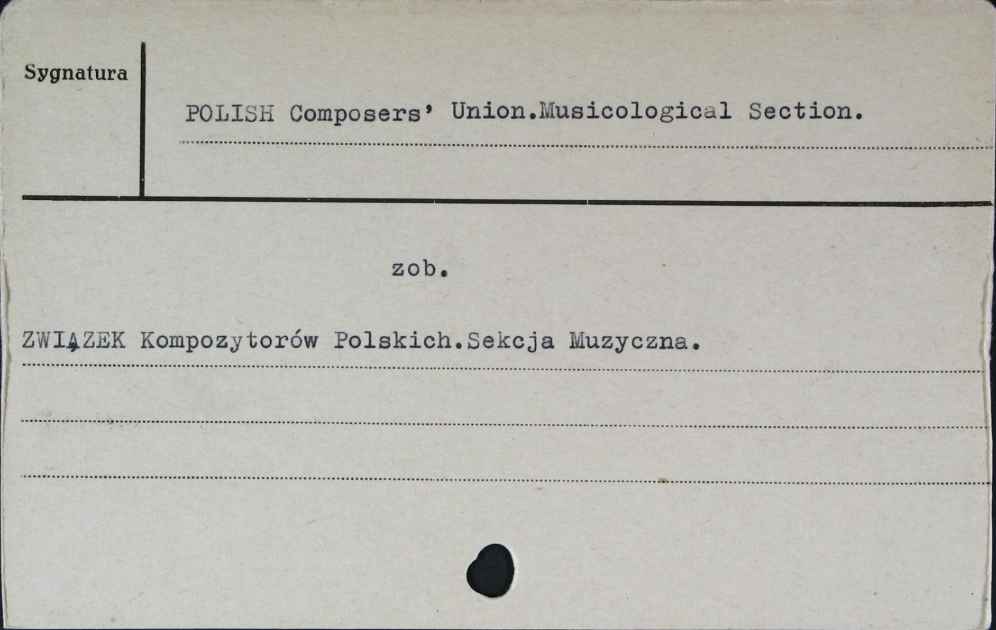 Sygnatura
POLISH Composers' Union.Musicological Section.
zob.
ZWIĄZEK Kompozytorów Polskich.Sekcja Muzyczna.